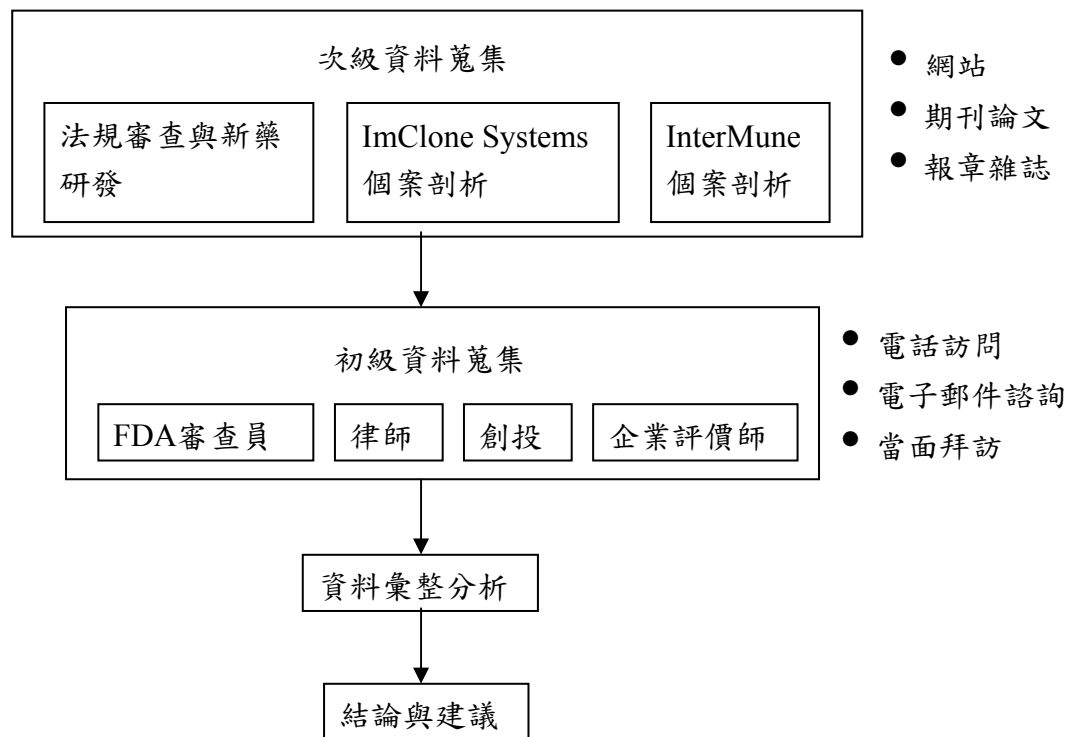 次級資料蒐集
法規審查與新藥
研發
ImClone Systems
個案剖析
InterMune
個案剖析
● 網站
● 期刊論文
● 報章雜誌
初級資料蒐集
FDA審查員
律師
創投
企業評價師
● 電話訪問
● 電子郵件諮詢
● 當面拜訪
資料彙整分析
結論與建議